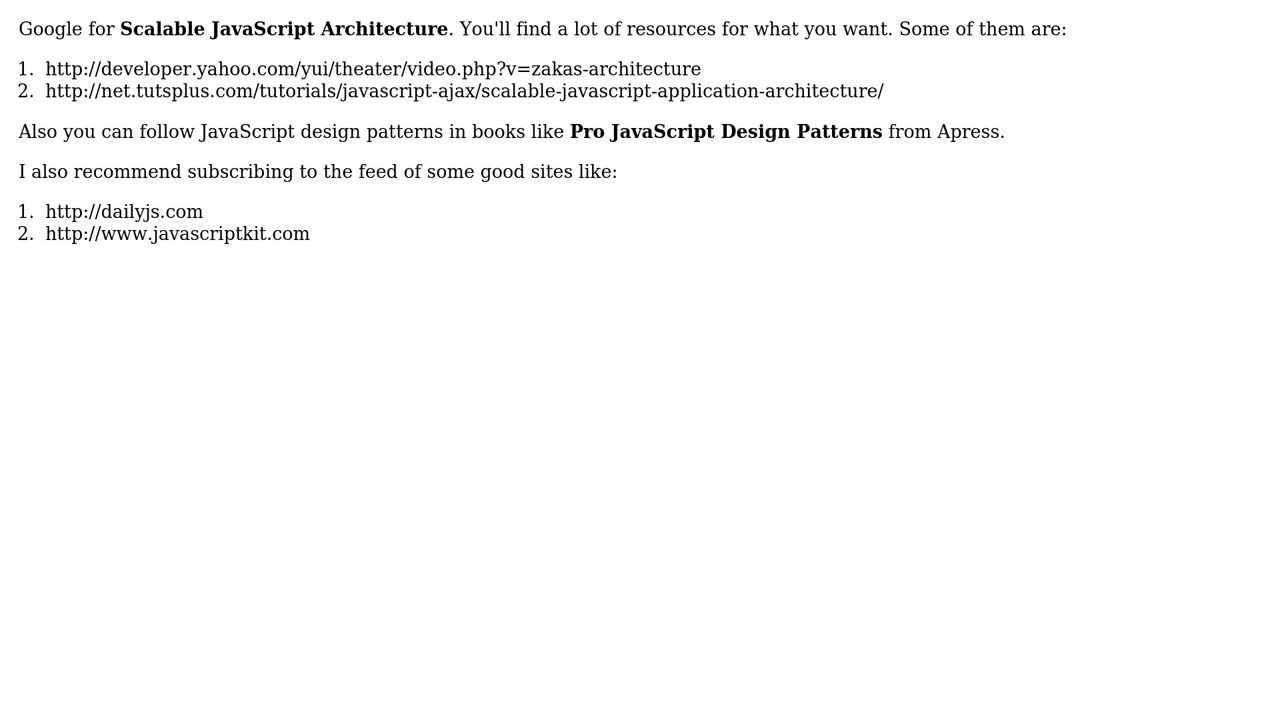 Google for Scalable JavaScript Architecture. You'll find a lot of resources for what you want. Some of them are:
1. http://developer.yahoo.com/yui/theater/video.php?v=zakas-architecture
2. http://net.tutsplus.com/tutorials/javascript-ajax/scalable-javascript-application-architecture/
Also you can follow JavaScript design patterns in books like Pro JavaScript Design Patterns from Apress.
I also recommend subscribing to the feed of some good sites like:
1. http://dailyjs.com
2. http://www.javascriptkit.com